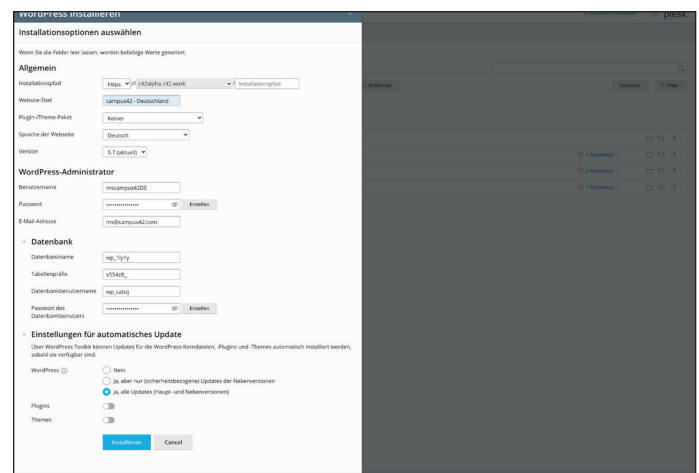 WordPress installieren
plesk
Installationsoptionen auswählen
Wenn Sie die Felder leer lassen, werden beliebige Werte generiert.
Allgemein
Installationspfad https :// c42alpha.c42.work / Installationspfad
Website-Titel campus42 - Deutschland
Plugin-/Theme-Paket Keiner
Sprache der Webseite Deutsch
Version 5.7 (aktuell)
WordPress-Administrator
Benutzername mscampus42DE
Passwort •••••••••••••••• Erstellen
E-Mail-Adresse ms@campus42.com
Datenbank
Datenbankname wp_1ly1y
Tabellenpräfix
Datenbankbenutzername
Passwort des •••••••••••••••• Erstellen
Datenbankbenutzers
Einstellungen für automatisches Update
Über WordPress Toolkit können Updates für die WordPress-Kerndateien, -Plugins und -Themes automatisch installiert werden,
sobald sie verfügbar sind.
WordPress Nein
Ja, aber nur (sicherheitsbezogene) Updates der Nebenversionen
Ja, alle Updates (Haupt- und Nebenversionen)
Plugins
Themes
Installieren Cancel
Entfernen
Sortieren
Filter